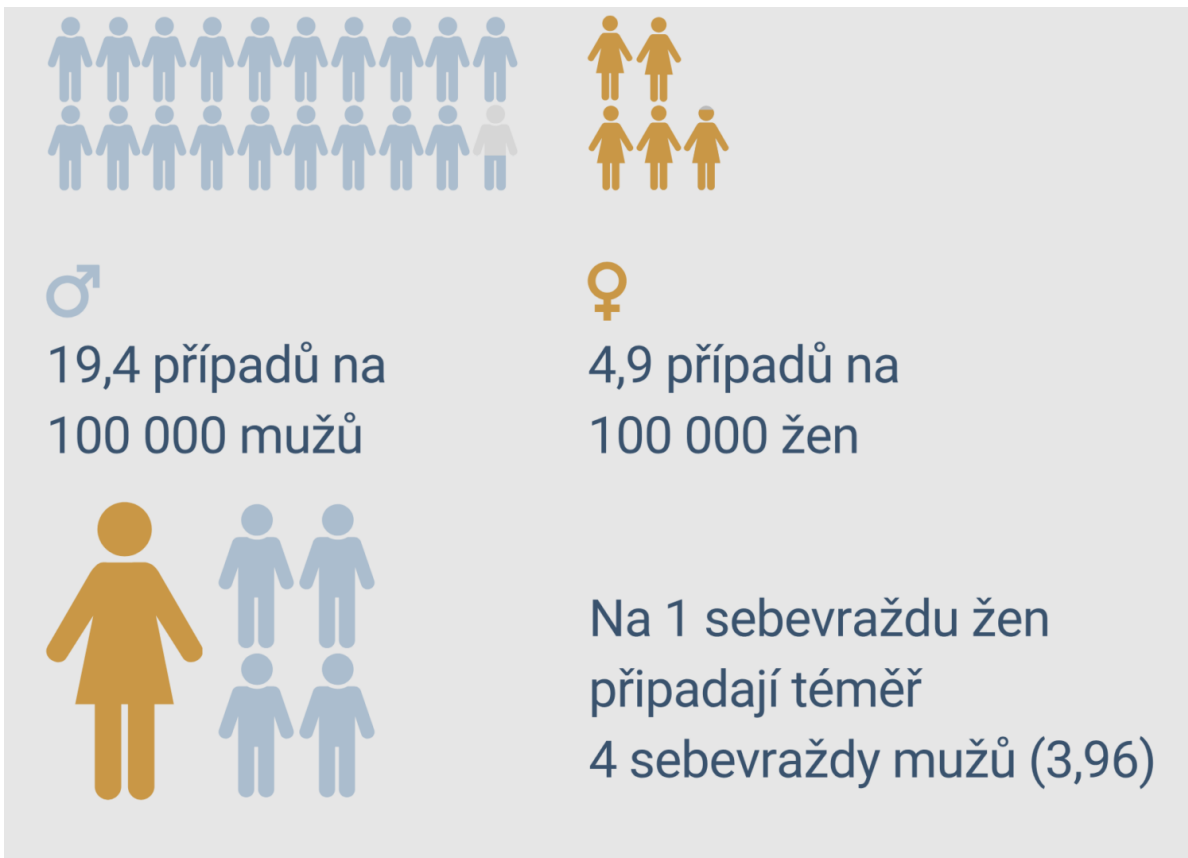 19,4 případů na
100 000 mužů
4,9 případů na
100 000 žen
Na 1 sebevraždu žen
připadají téměř
4 sebevraždy mužů (3,96)